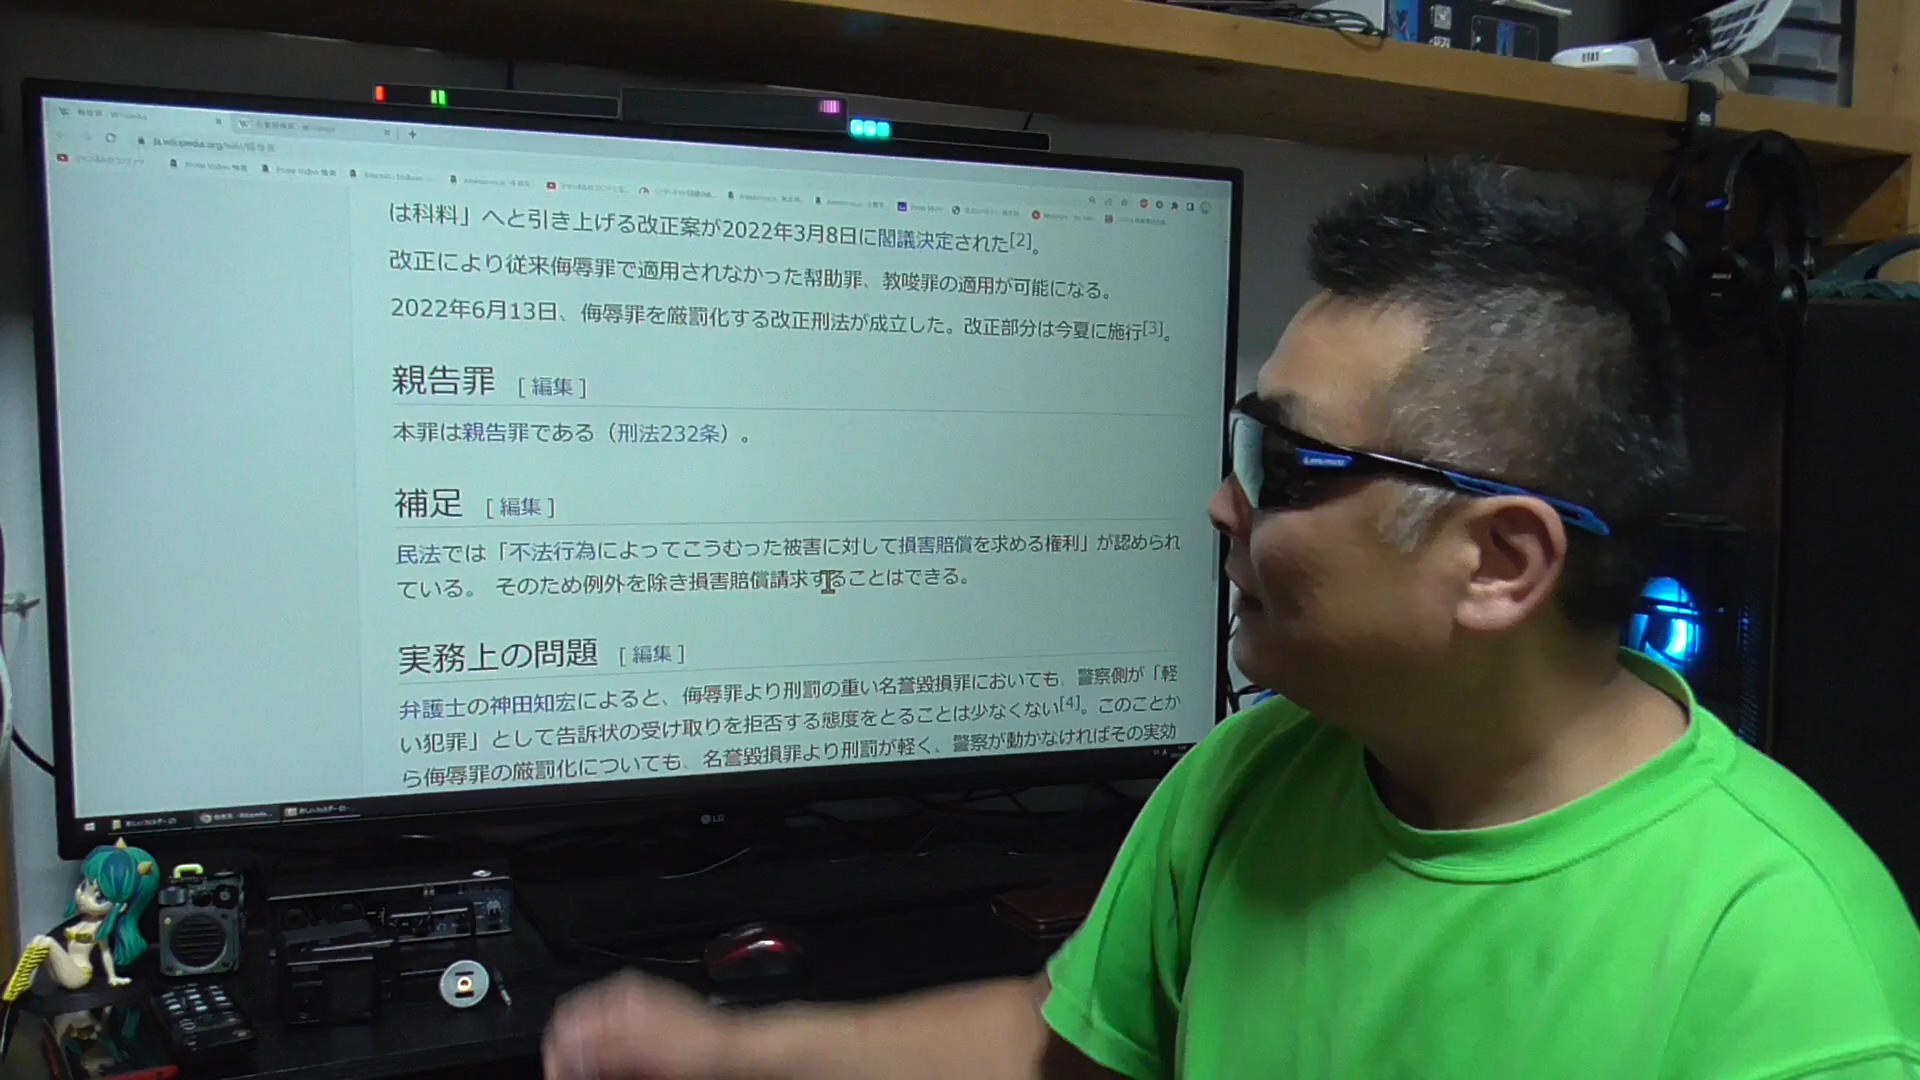 ja.wikipedia.org/wiki/侮辱罪
は科料」へと引き上げる改正案が2022年3月8日に閣議決定された[2]。
改正により従来侮辱罪で適用されなかった幇助罪、教唆罪の適用が可能になる。
2022年6月13日、侮辱罪を厳罰化する改正刑法が成立した。改正部分は今夏に施行[3]。
親告罪 [編集]
本罪は親告罪である（刑法232条）。
補足 [編集]
民法では「不法行為によってこうむった被害に対して損害賠償を求める権利」が認められ
ている。 そのため例外を除き損害賠償請求することはできる。
実務上の問題 [編集]
弁護士の神田知宏によると、侮辱罪より刑罰の重い名誉毀損罪においても、警察側が「軽
い犯罪」として告訴状の受け取りを拒否する態度をとることは少なくない[4]。このことか
ら侮辱罪の厳罰化についても、名誉毀損罪より刑罰が軽く、警察が動かなければその実効
LG